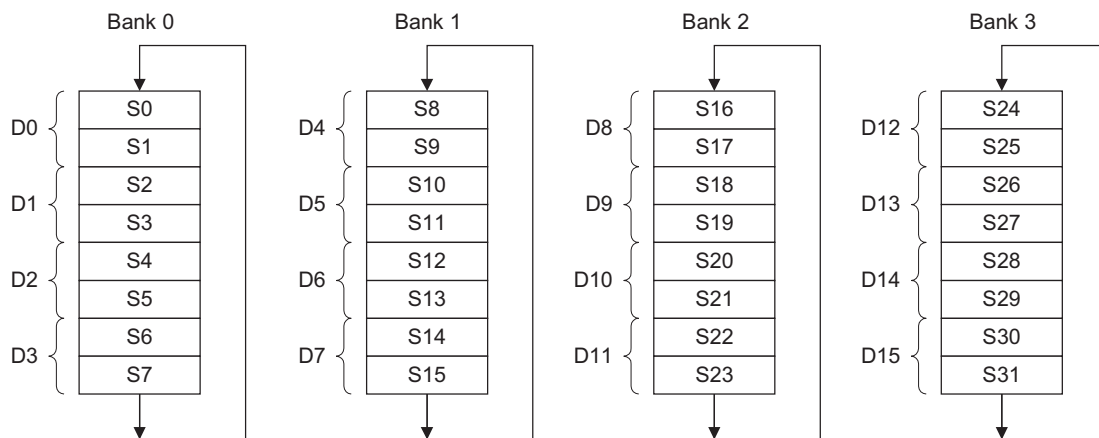 Bank 0
Bank 1
Bank 2
Bank 3
D0
S0
S1
D1
S2
S3
D2
S4
S5
D3
S6
S7
D4
S8
S9
D5
S10
S11
D6
S12
S13
D7
S14
S15
D8
S16
S17
D9
S18
S19
D10
S20
S21
D11
S22
S23
D12
S24
S25
D13
S26
S27
D14
S28
S29
D15
S30
S31